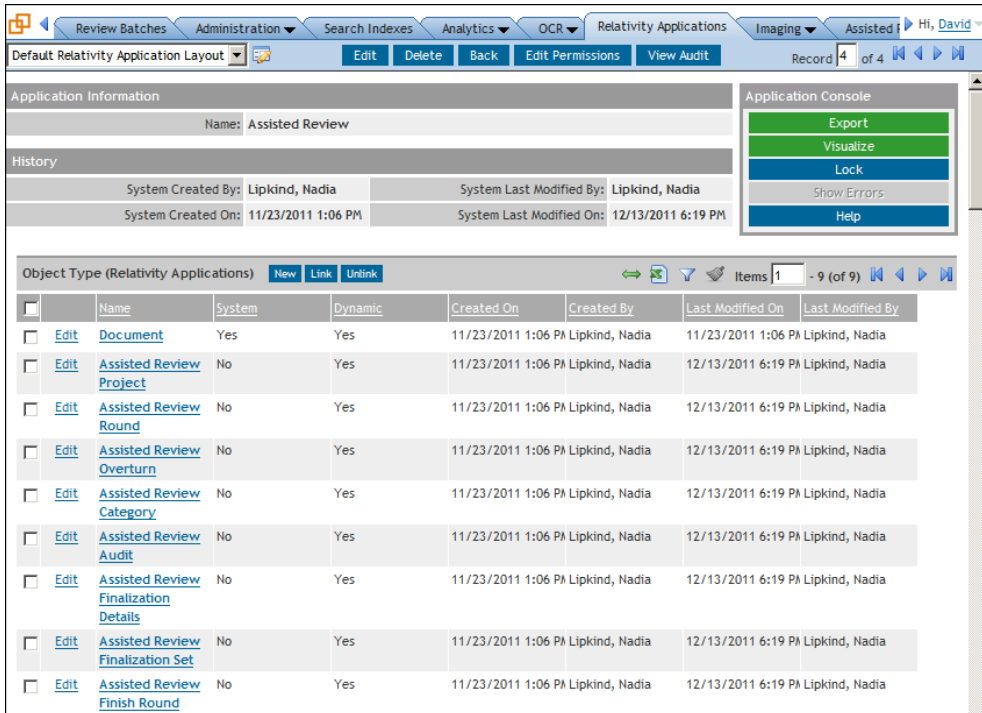 Review Batches Administration Search Indexes Analytics OCR Relativity Applications Imaging Assisted Hi, David
Default Relativity Application Layout Edit Delete Back Edit Permissions View Audit Record 4 of 4
Application Information
Name: Assisted Review
History
System Created By: Lipkind, Nadia System Last Modified By: Lipkind, Nadia
System Created On: 11/23/2011 1:06 PM System Last Modified On: 12/13/2011 6:19 PM
Application Console
Export
Visualize
Lock
Show Errors
Help
Object Type (Relativity Applications) New Link Unlink Items 1 - 9 (of 9)
Name System Dynamic Created On Created By Last Modified On Last Modified By
Edit Document Yes Yes 11/23/2011 1:06 PM Lipkind, Nadia 11/23/2011 1:06 PM Lipkind, Nadia
Edit Assisted Review No Yes 11/23/2011 1:06 PM Lipkind, Nadia 12/13/2011 6:19 PM Lipkind, Nadia
Project
Edit Assisted Review No Yes 11/23/2011 1:06 PM Lipkind, Nadia 12/13/2011 6:19 PM Lipkind, Nadia
Round
Edit Assisted Review No Yes 11/23/2011 1:06 PM Lipkind, Nadia 12/13/2011 6:19 PM Lipkind, Nadia
Overturn
Edit Assisted Review No Yes 11/23/2011 1:06 PM Lipkind, Nadia 12/13/2011 6:19 PM Lipkind, Nadia
Category
Edit Assisted Review No Yes 11/23/2011 1:06 PM Lipkind, Nadia 12/13/2011 6:19 PM Lipkind, Nadia
Audit
Edit Assisted Review No Yes 11/23/2011 1:06 PM Lipkind, Nadia 12/13/2011 6:19 PM Lipkind, Nadia
Finalization
Details
Edit Assisted Review No Yes 11/23/2011 1:06 PM Lipkind, Nadia 12/13/2011 6:19 PM Lipkind, Nadia
Finalization Set
Edit Assisted Review No Yes 11/23/2011 1:06 PM Lipkind, Nadia 12/13/2011 6:19 PM Lipkind, Nadia
Finish Round